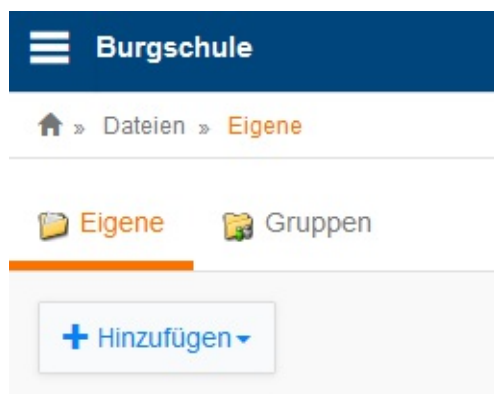 Burgschule
» Dateien » Eigene
Eigene Gruppen
Hinzufügen